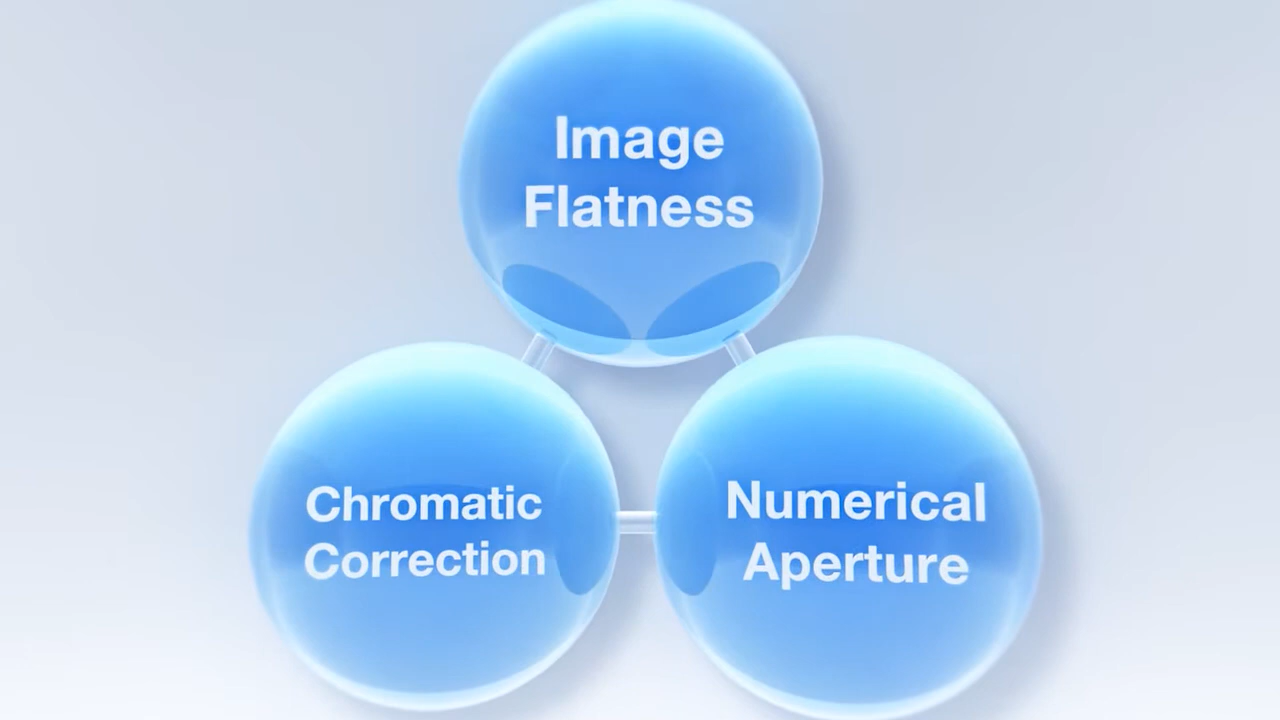 Image
Flatness
Chromatic
Correction
Numerical
Aperture